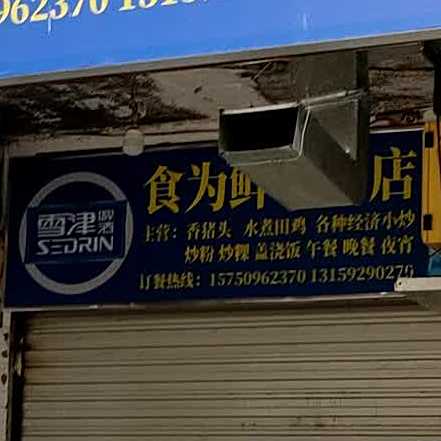 962370 1315
食为鲜 店
雪津啤酒
SEDRIN
主营：香猪头 水煮田鸡 各种经济小炒
炒粉 炒粿 盖浇饭 午餐 晚餐 夜宵
订餐热线：15750962370 13159290275